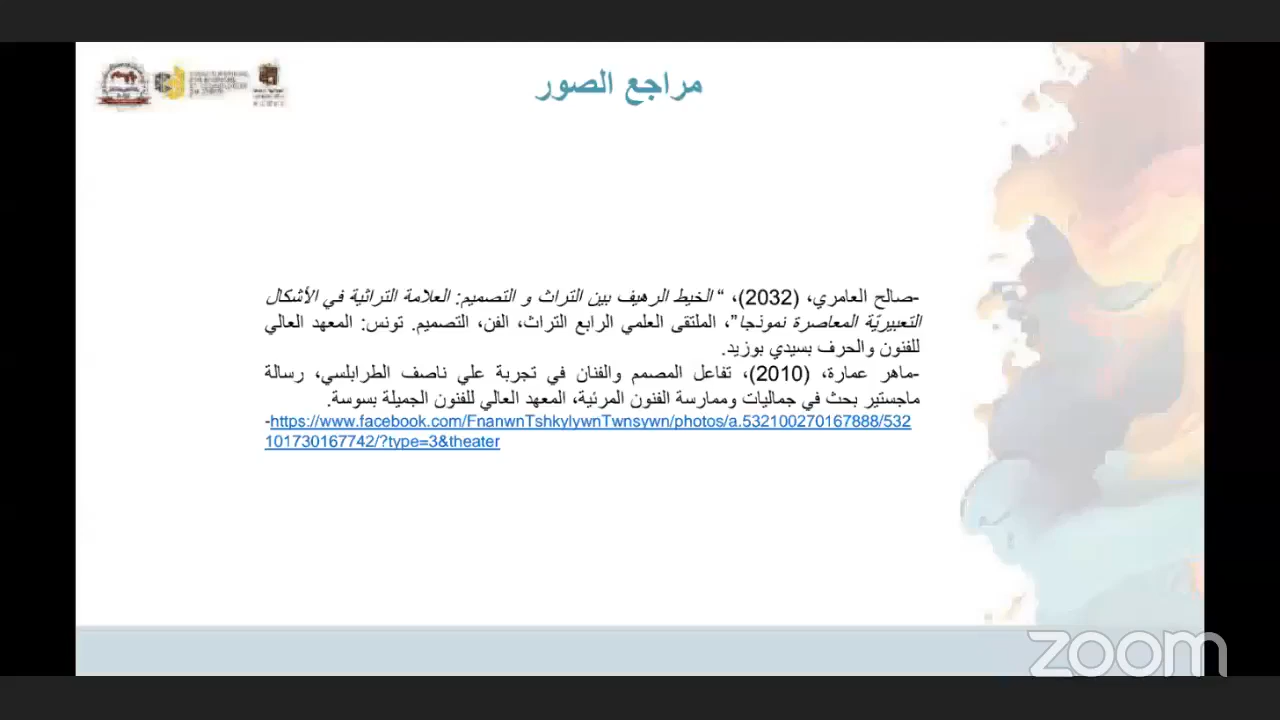 مراجع الصور
-صالح العامري، (2032)، “ الخيط الرهيف بين التراث و التصميم: العلامة التراثية في الأشكال
التعبيريّة المعاصرة نموذجا”، الملتقى العلمي الرابع التراث، الفن، التصميم. تونس: المعهد العالي
للفنون والحرف بسيدي بوزيد.
-ماهر عمارة، (2010)، تفاعل المصمم والفنان في تجربة علي ناصف الطرابلسي، رسالة
ماجستير بحث في جماليات وممارسة الفنون المرئية، المعهد العالي للفنون الجميلة بسوسة.
-https://www.facebook.com/FnanwnTshkylywnTwnsywn/photos/a.532100270167888/532
101730167742/?type=3&theater
zoom